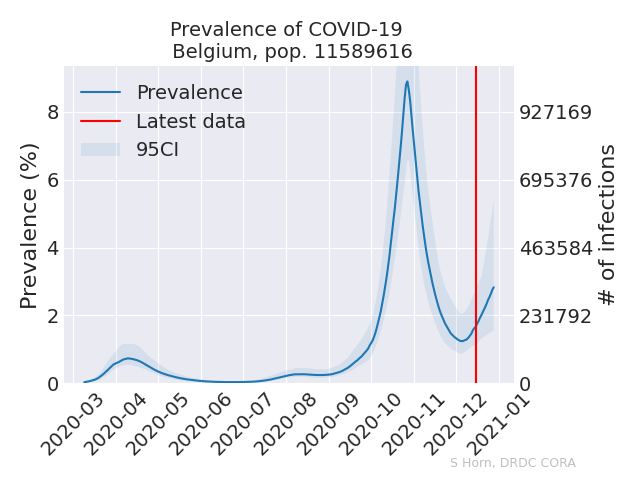 Prevalence of COVID-19
Belgium, pop. 11589616
Prevalence
Latest data
95CI
Prevalence (%)
8
6
4
2
0
927169
695376
463584
231792
0
# of infections
2020-03
2020-04
2020-05
2020-06
2020-07
2020-08
2020-09
2020-10
2020-11
2020-12
2021-01
S Horn, DRDC CORA